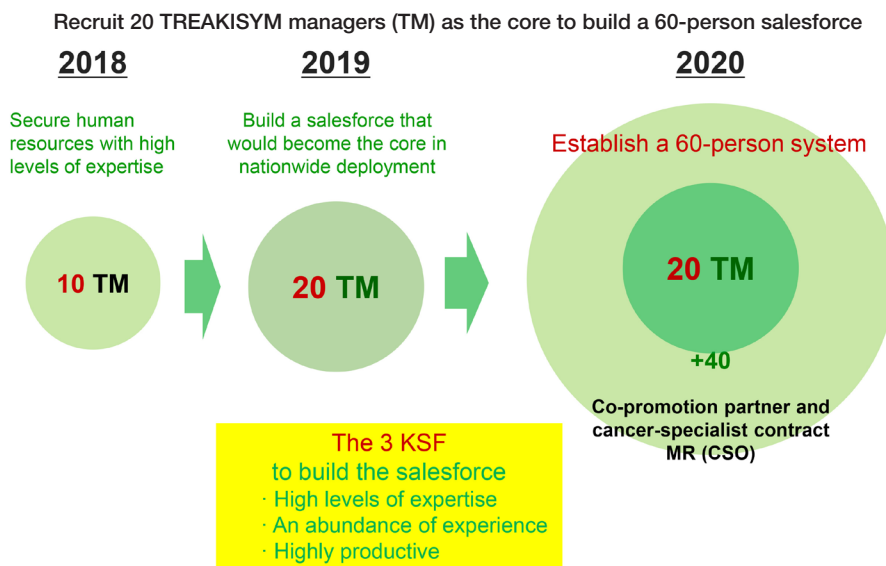 Recruit 20 TREAKISYM managers (TM) as the core to build a 60-person salesforce
2018
Secure human
resources with high
levels of expertise
10 TM
2019
Build a salesforce that
would become the core in
nationwide deployment
20 TM
2020
Establish a 60-person system
20 TM
+40
Co-promotion partner and
cancer-specialist contract
MR (CSO)
The 3 KSF
to build the salesforce
· High levels of expertise
· An abundance of experience
· Highly productive